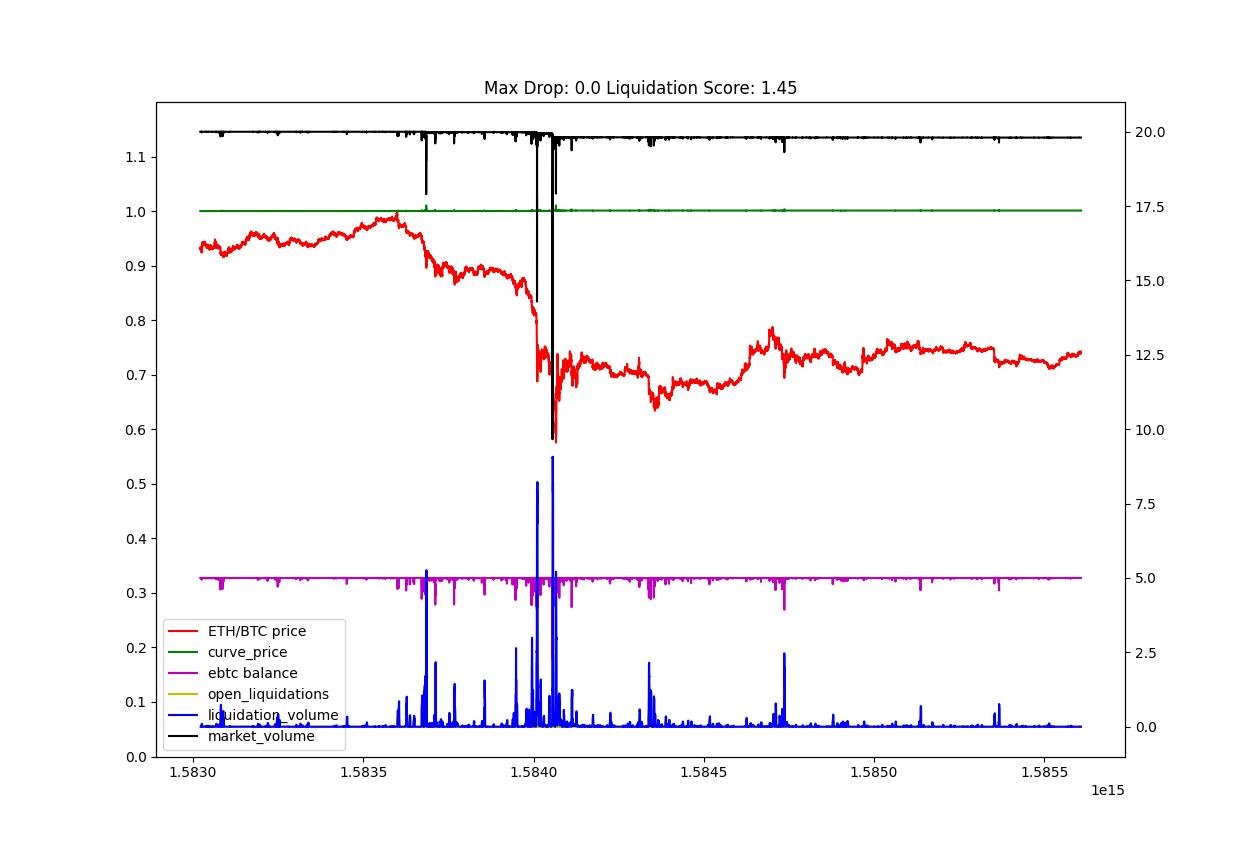 Max Drop: 0.0 Liquidation Score: 1.45
1.1
1.0
0.9
0.8
0.7
0.6
0.5
0.4
0.3
0.2
0.1
0.0
20.0
17.5
15.0
12.5
10.0
7.5
5.0
2.5
0.0
ETH/BTC price
curve_price
ebtc balance
open_liquidations
liquidation_volume
market_volume
1.5830 1.5835 1.5840 1.5845 1.5850 1.5855
1e15